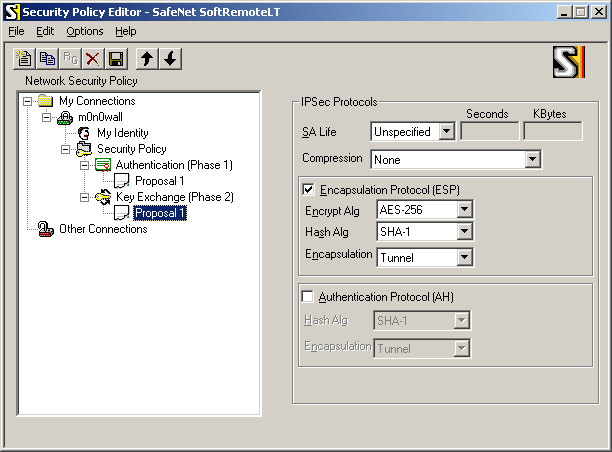 Security Policy Editor - SafeNet SoftRemoteLT
File Edit Options Help
Network Security Policy
My Connections
m0n0wall
My Identity
Security Policy
Authentication (Phase 1)
Proposal 1
Key Exchange (Phase 2)
Proposal 1
Other Connections
IPSec Protocols
Seconds KBytes
SA Life Unspecified
Compression None
Encapsulation Protocol (ESP)
Encrypt Alg AES-256
Hash Alg SHA-1
Encapsulation Tunnel
Authentication Protocol (AH)
Hash Alg SHA-1
Encapsulation Tunnel